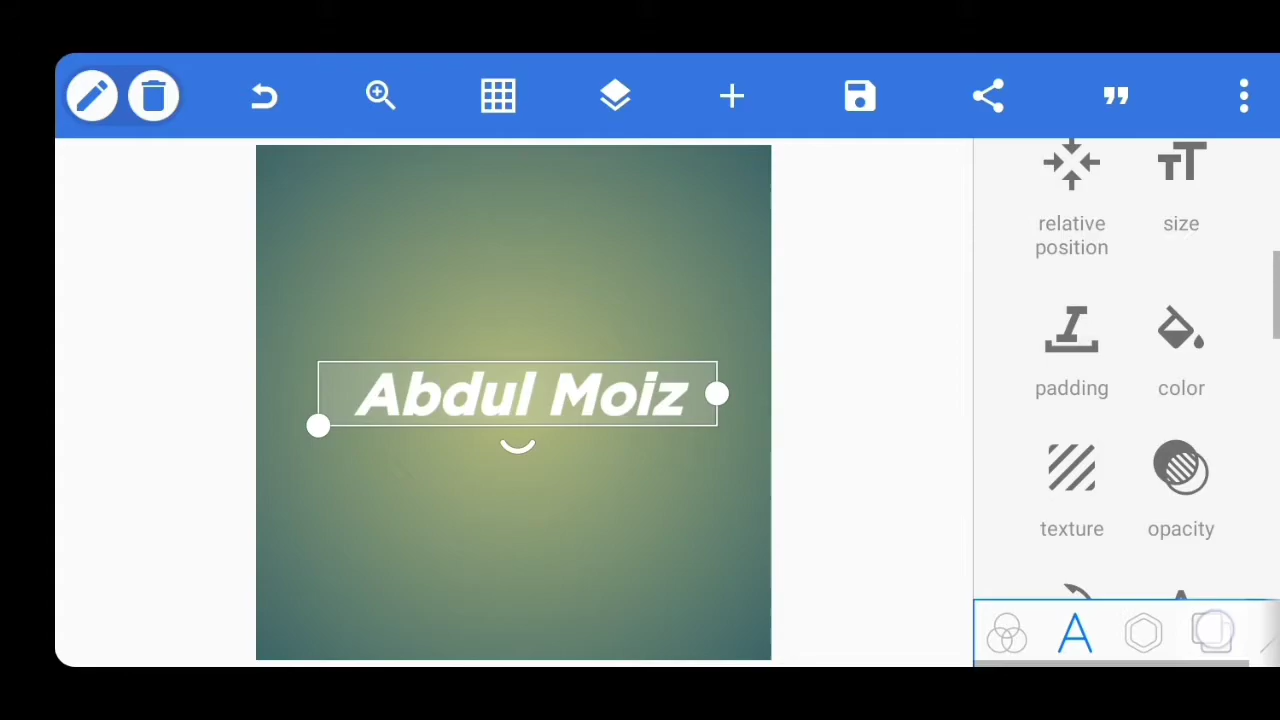 relative
position
size
Abdul Moiz
padding
color
texture
opacity